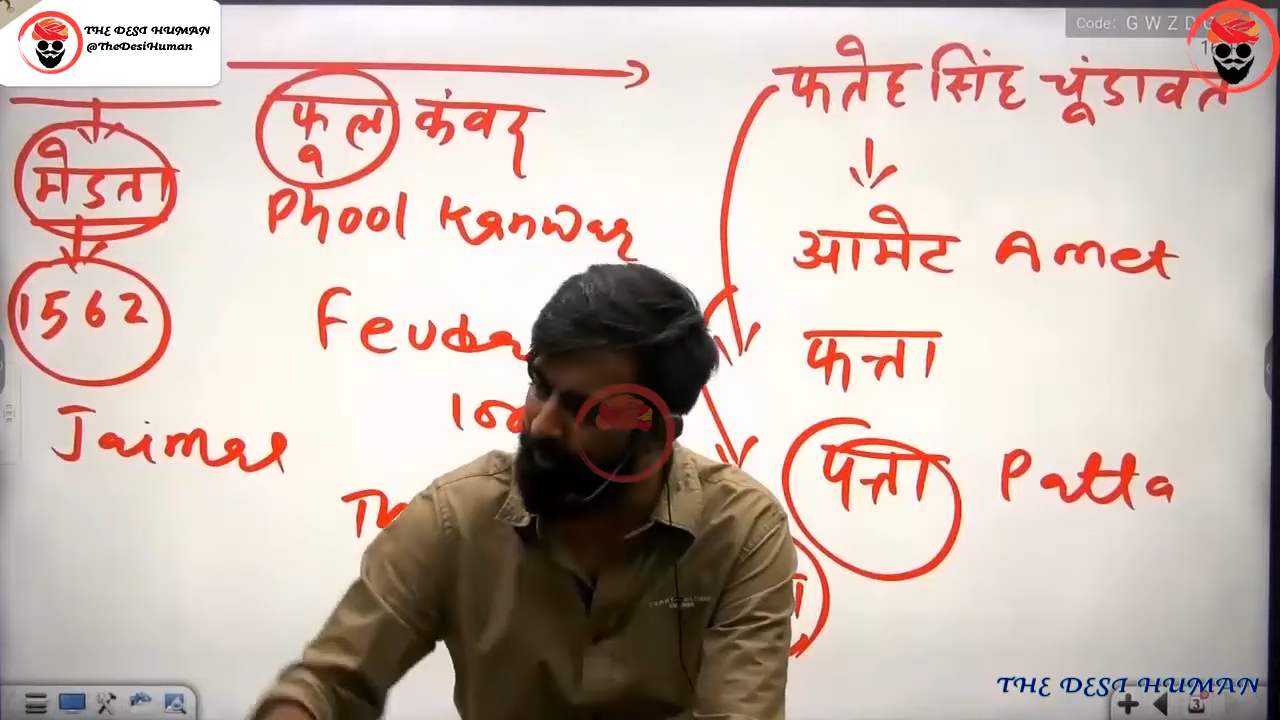 THE DESI HUMAN
@TheDesiHuman
Code: G W Z D
फतेह सिंह चूंडावत
फूल कंवर
मेडता
Phool Kanwar
आमेट Amet
1562
फत्ता
Jaimal
पत्ता Patta
THE DESI HUMAN